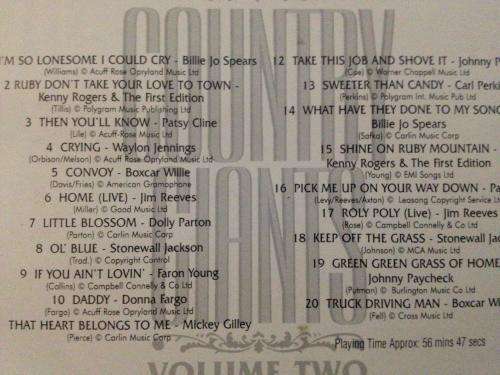 COUNTRY
GIANTS
I'M SO LONESOME I COULD CRY - Billie Jo Spears
(Williams) © Acuff Rose Opryland Music Ltd
2 RUBY DON'T TAKE YOUR LOVE TO TOWN -
Kenny Rogers & The First Edition
(Tillis) © Polygram Music Publishing Ltd
3 THEN YOU'LL KNOW - Patsy Cline
(Lile) © Acuff-Rose Music Ltd
4 CRYING - Waylon Jennings
(Orbison/Melson) © Acuff Rose Opryland Music Ltd
5 CONVOY - Boxcar Willie
(Davis/Fries) © American Gramophone
6 HOME (LIVE) - Jim Reeves
(Miller) © Good Music Ltd
7 LITTLE BLOSSOM - Dolly Parton
(Parton) © Carlin Music Corp
8 OL' BLUE - Stonewall Jackson
(Trad.) © Copyright Control
9 IF YOU AIN'T LOVIN' - Faron Young
(Collins) © Campbell Connelly & Co Ltd
10 DADDY - Donna Fargo
(Fargo) © Acuff Rose Opryland Music Ltd
THAT HEART BELONGS TO ME - Mickey Gilley
(Pierce) © Carlin Music Corp
12 TAKE THIS JOB AND SHOVE IT - Johnny P
(Coe) © Warner Chappell Music Ltd
13 SWEETER THAN CANDY - Carl Perki
(Perkins) © Polygram Int. Music Pub Ltd
14 WHAT HAVE THEY DONE TO MY SONG
Billie Jo Spears
(Safka) © Carlin Music Corp
15 SHINE ON RUBY MOUNTAIN -
Kenny Rogers & The First Edition
(Young) © EMI Songs Ltd
16 PICK ME UP ON YOUR WAY DOWN - Pa
(Levy/Reeves/Axton) © Leosong Copyright Service Lt
17 ROLY POLY (Live) - Jim Reeves
(Rose) © Campbell Connelly & Co Ltd
18 KEEP OFF THE GRASS - Stonewall Ja
(Johnson) © MCA Music Ltd
19 GREEN GREEN GRASS OF HOME
Johnny Paycheck
(Putman) © Burlington Music Co Ltd
20 TRUCK DRIVING MAN - Boxcar Wil
(Fell) © Cross Music Ltd
Playing Time Approx: 56 mins 47 secs
VOLUME TWO